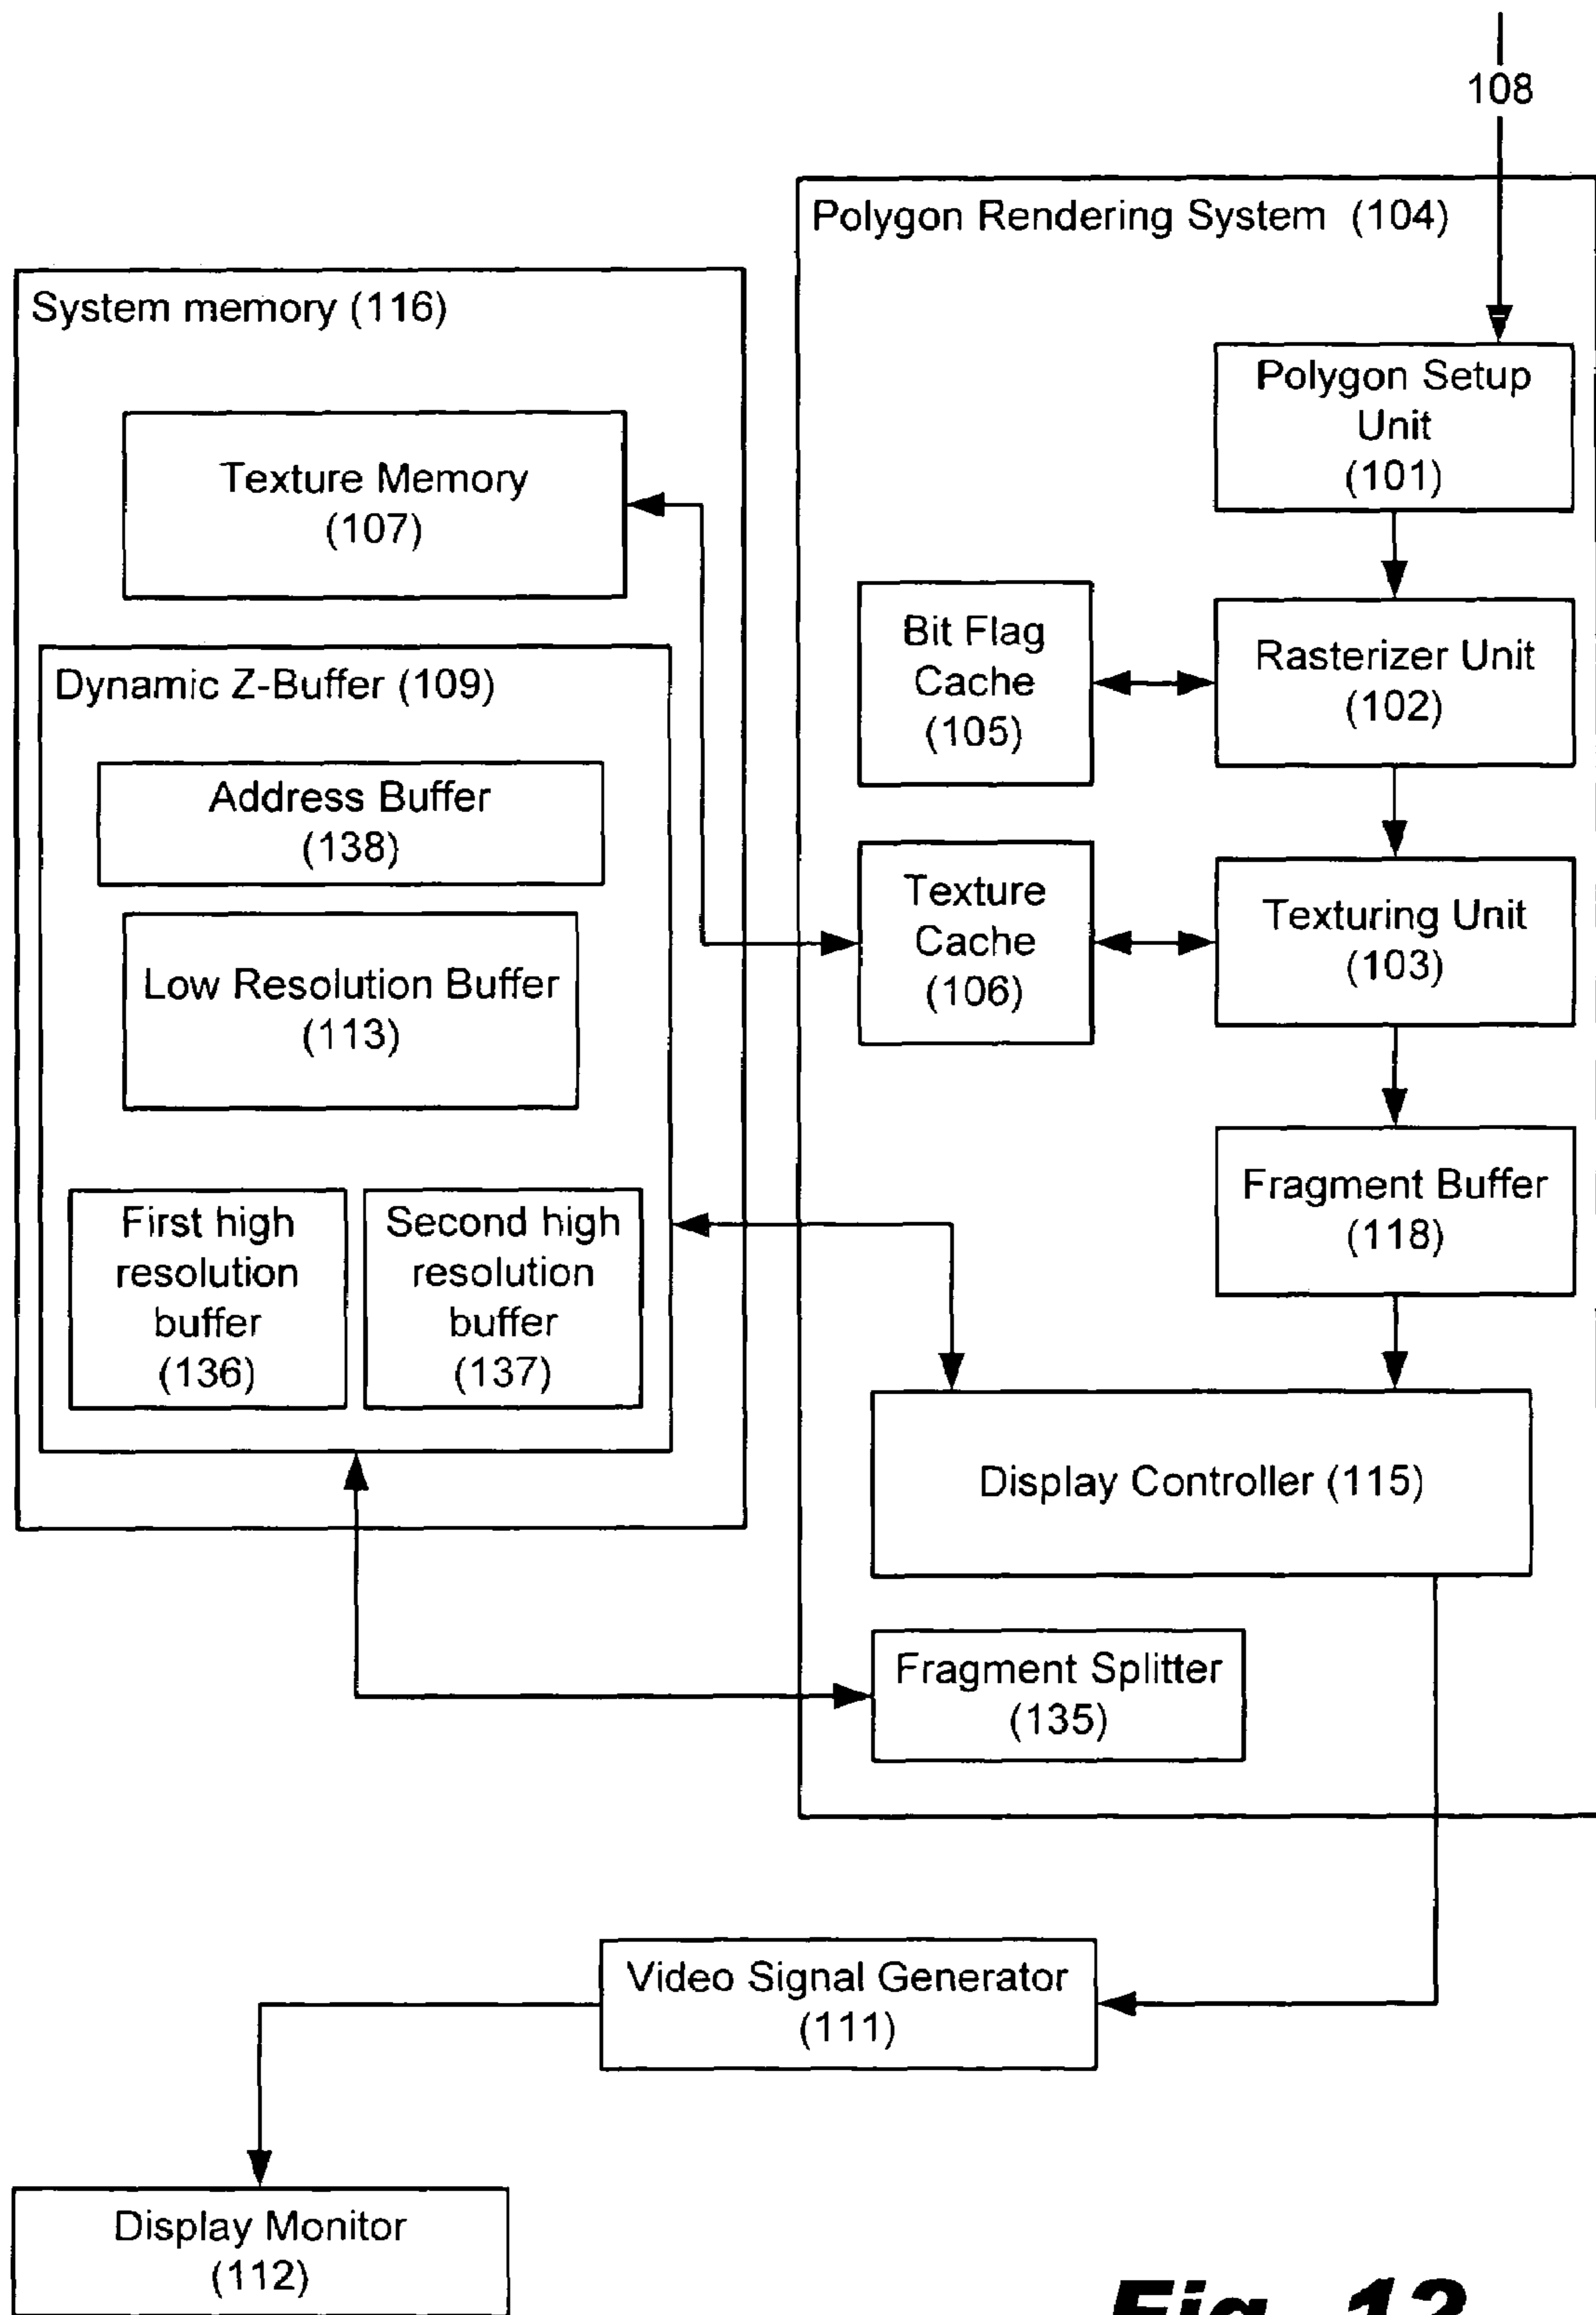 108
Polygon Rendering System (104)
System memory (116)
Polygon Setup
Unit
(101)
Texture Memory
(107)
Bit Flag
Cache
(105)
Rasterizer Unit
(102)
Dynamic Z-Buffer (109)
Address Buffer
(138)
Texture
Cache
(106)
Texturing Unit
(103)
Low Resolution Buffer
(113)
Fragment Buffer
(118)
First high
resolution
buffer
(136)
Second high
resolution
buffer
(137)
Display Controller (115)
Fragment Splitter
(135)
Video Signal Generator
(111)
Display Monitor
(112)
Fig. 12